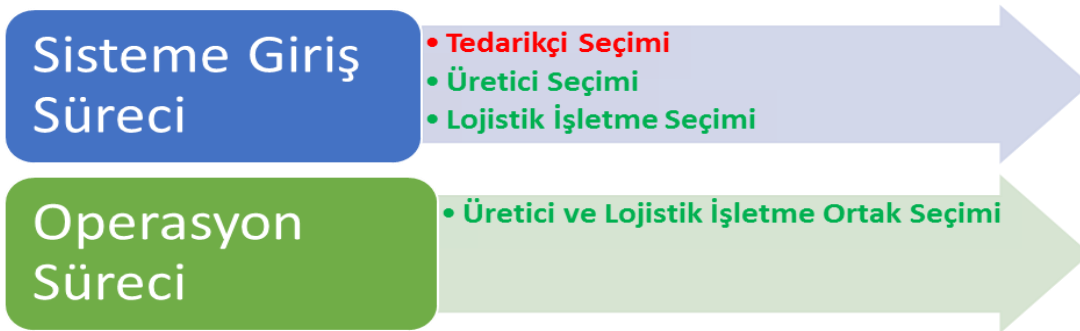 Sisteme Giriş
Süreci
• Tedarikçi Seçimi
• Üretici Seçimi
• Lojistik İşletme Seçimi
Operasyon
Süreci
• Üretici ve Lojistik İşletme Ortak Seçimi